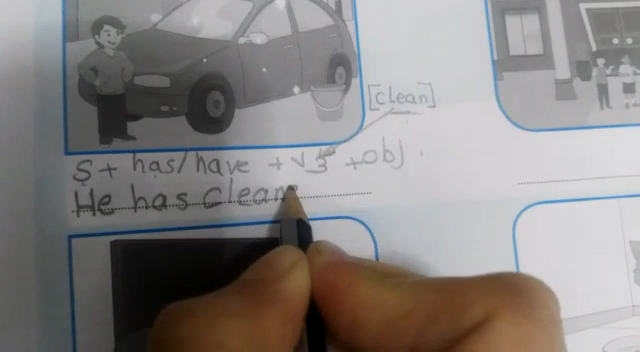 [clean]
S + has/have + v3 + obj.
He has clean